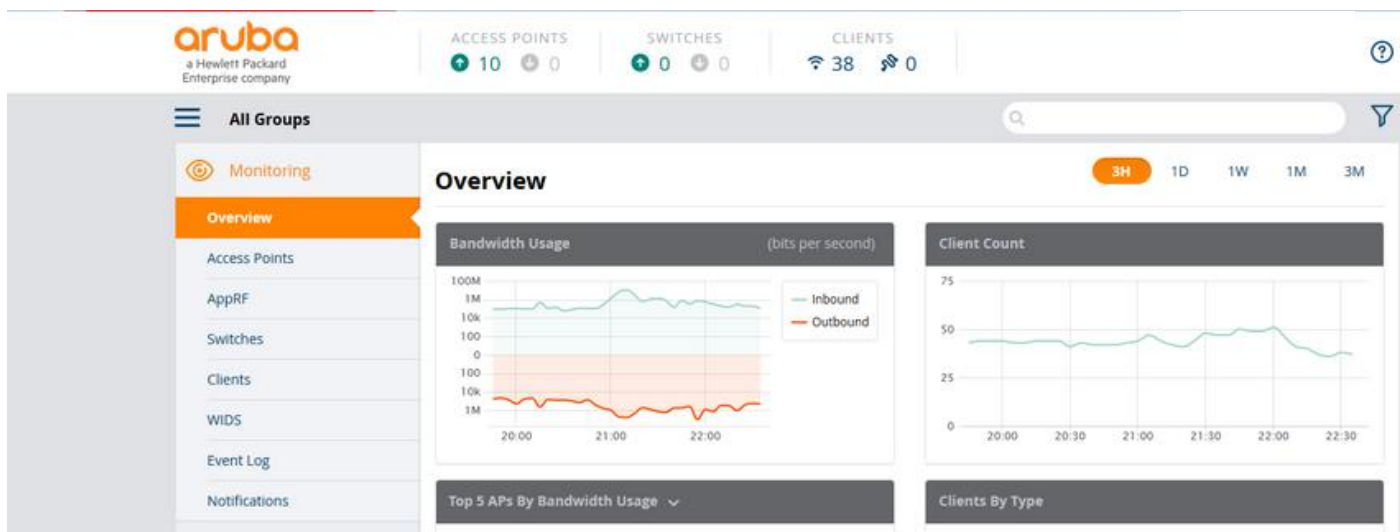 aruba
a Hewlett Packard
Enterprise company
ACCESS POINTS
10 0
SWITCHES
0 0
CLIENTS
38 0
?
All Groups
Monitoring
Overview
Access Points
AppRF
Switches
Clients
WIDS
Event Log
Notifications
Overview
3H 1D 1W 1M 3M
Bandwidth Usage (bits per second)
100M
1M
10k
100
0
100
10k
1M
20:00 21:00 22:00
Inbound
Outbound
Client Count
75
50
25
0
20:00 20:30 21:00 21:30 22:00 22:30
Top 5 APs By Bandwidth Usage
Clients By Type